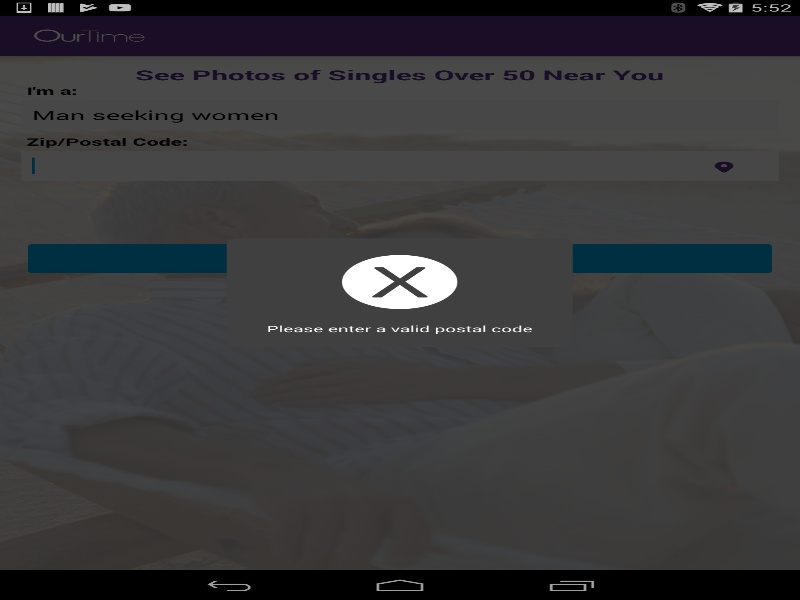 5:52
OurTime
See Photos of Singles Over 50 Near You
I'm a:
Man seeking women
Zip/Postal Code:
Please enter a valid postal code